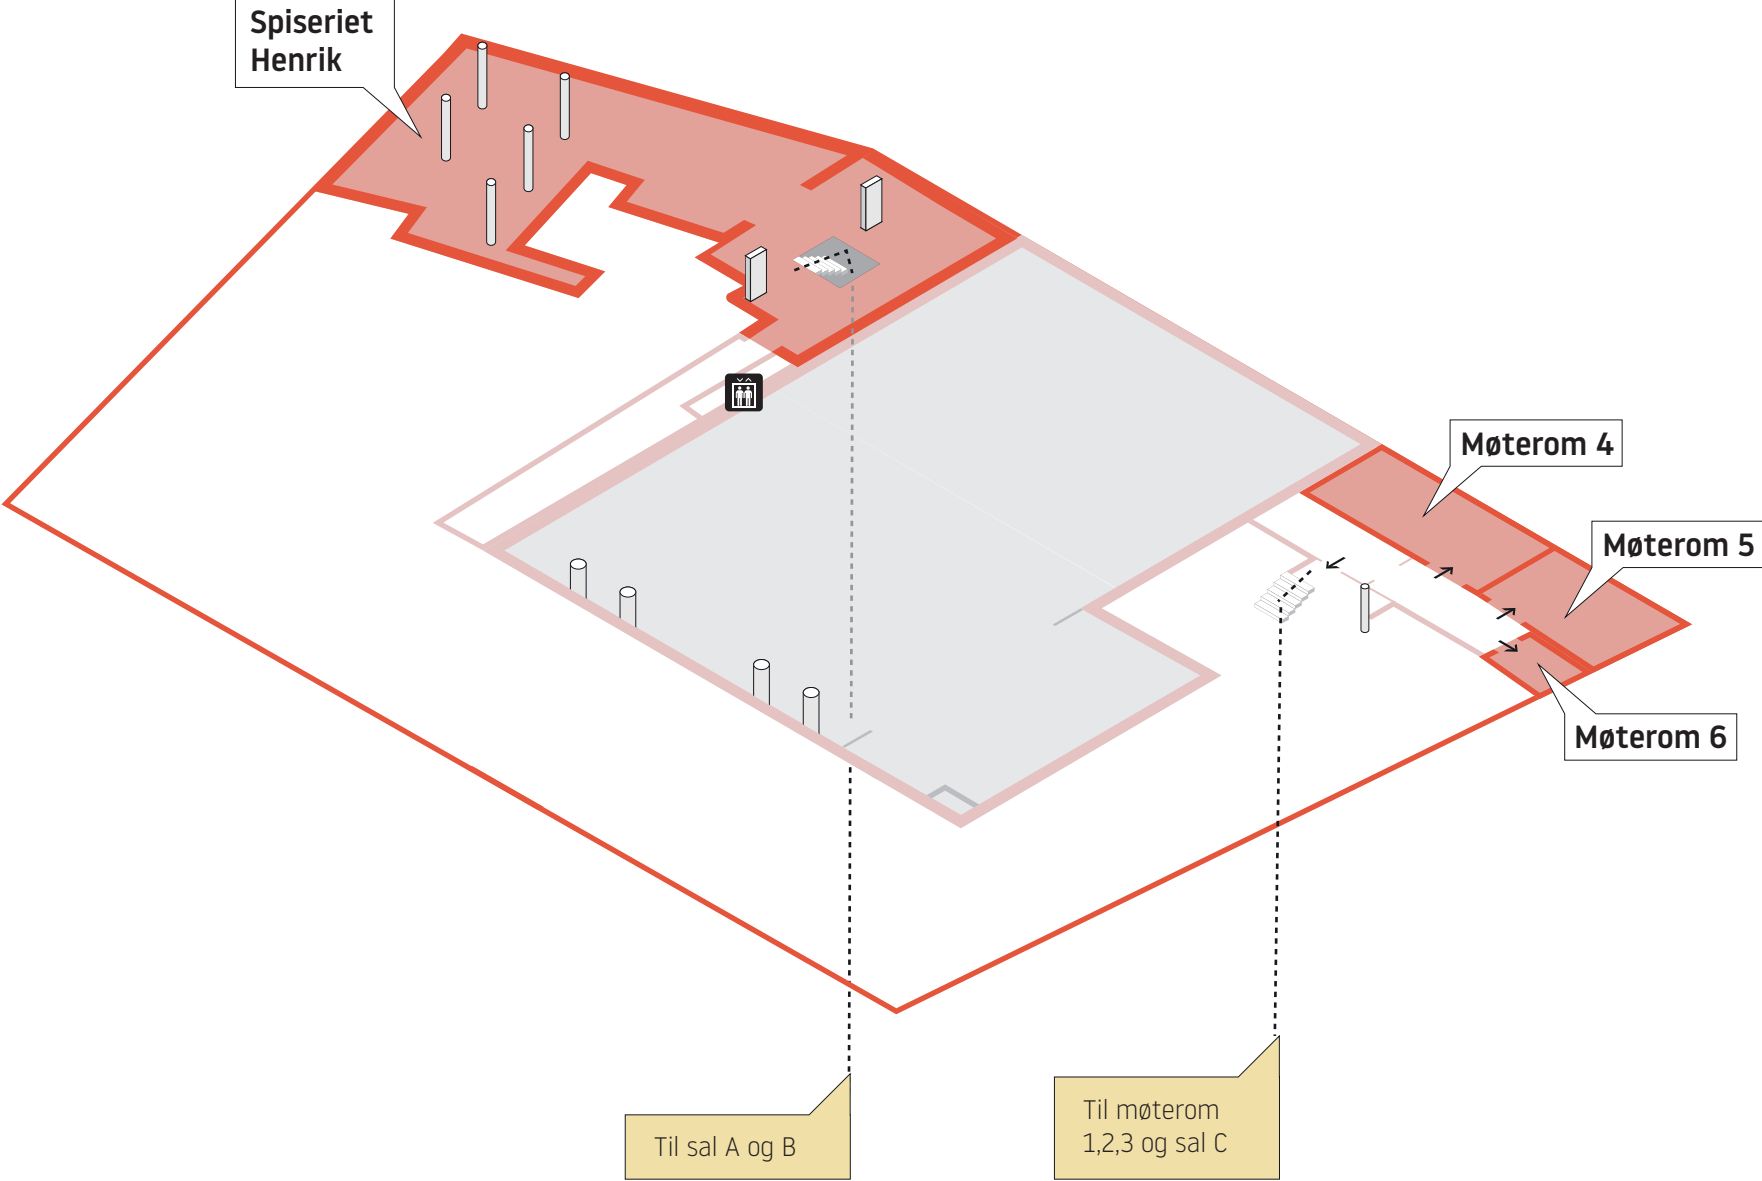 Spiseriet
Henrik
Møterom 4
Møterom 5
Møterom 6
Til sal A og B
Til møterom
1,2,3 og sal C